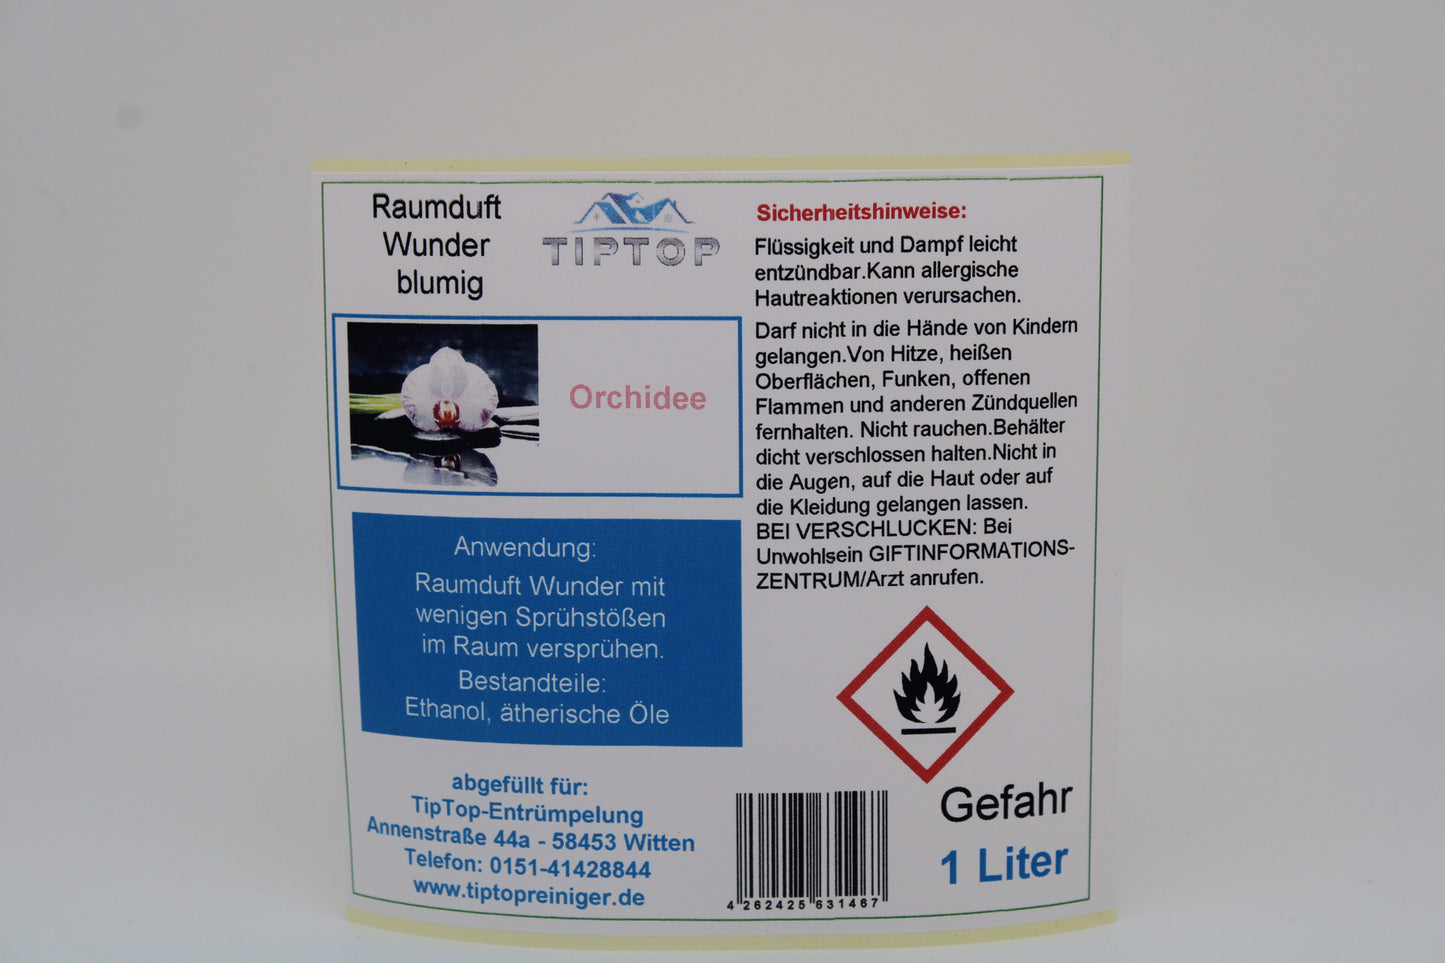 Raumduft
Wunder
blumig
TIPTOP
Orchidee
Anwendung:
Raumduft Wunder mit
wenigen Sprühstößen
im Raum versprühen.
Bestandteile:
Ethanol, ätherische Öle
abgefüllt für:
TipTop-Entrümpelung
Annenstraße 44a - 58453 Witten
Telefon: 0151-41428844
www.tiptopreiniger.de
Sicherheitshinweise:
Flüssigkeit und Dampf leicht
entzündbar.Kann allergische
Hautreaktionen verursachen.
Darf nicht in die Hände von Kindern
gelangen.Von Hitze, heißen
Oberflächen, Funken, offenen
Flammen und anderen Zündquellen
fernhalten. Nicht rauchen.Behälter
dicht verschlossen halten.Nicht in
die Augen, auf die Haut oder auf
die Kleidung gelangen lassen.
BEI VERSCHLUCKEN: Bei
Unwohlsein GIFTINFORMATIONS-
ZENTRUM/Arzt anrufen.
Gefahr
1 Liter
4 262425 631467